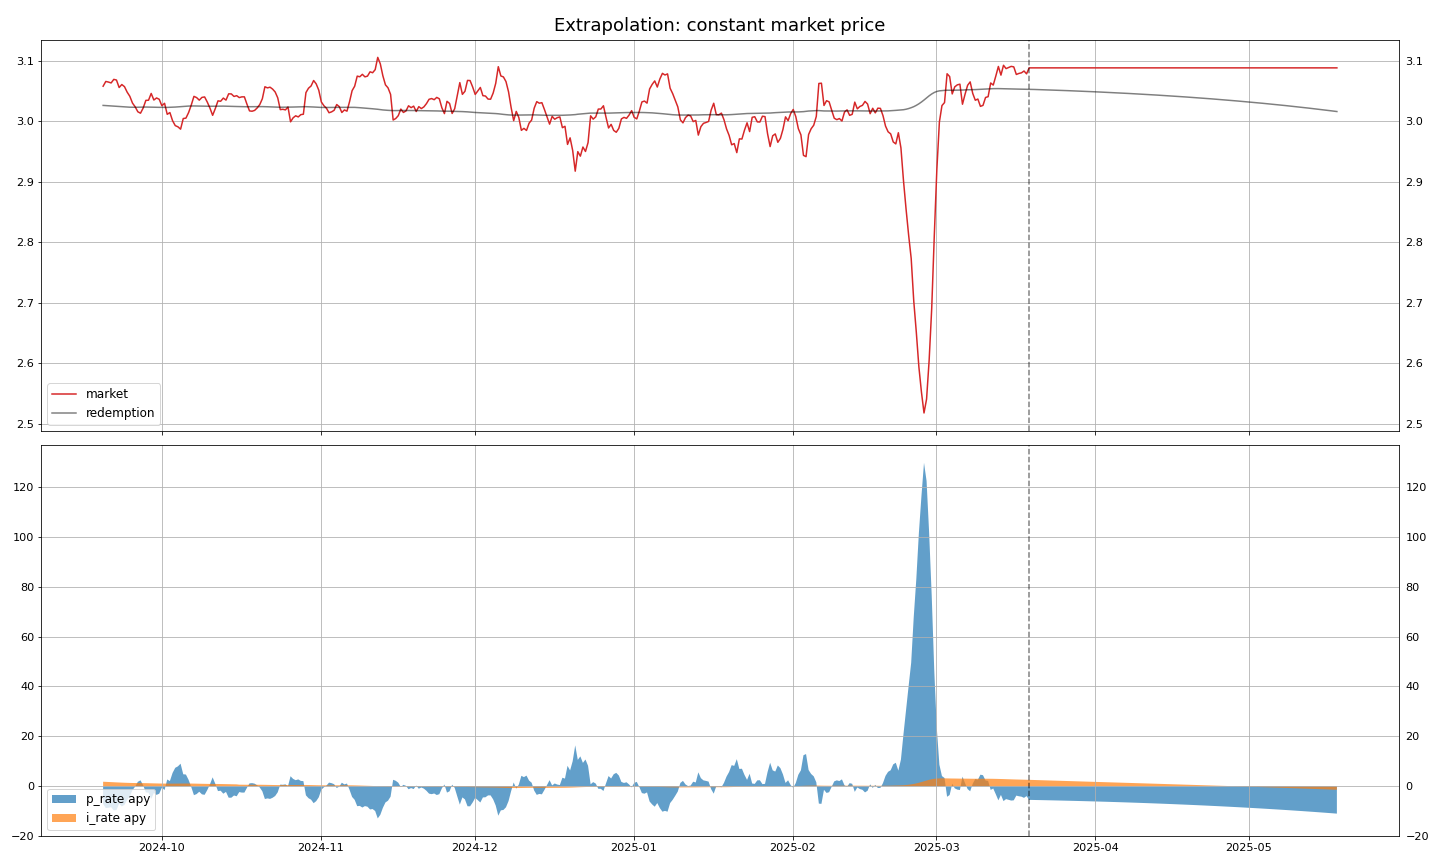 Extrapolation: constant market price
3.1 3.1
3.0 3.0
2.9 2.9
2.8 2.8
2.7 2.7
2.6 2.6
2.5 2.5
market
redemption
120 120
100 100
80 80
60 60
40 40
20 20
0 0
−20 −20
p_rate apy
i_rate apy
2024-10 2024-11 2024-12 2025-01 2025-02 2025-03 2025-04 2025-05